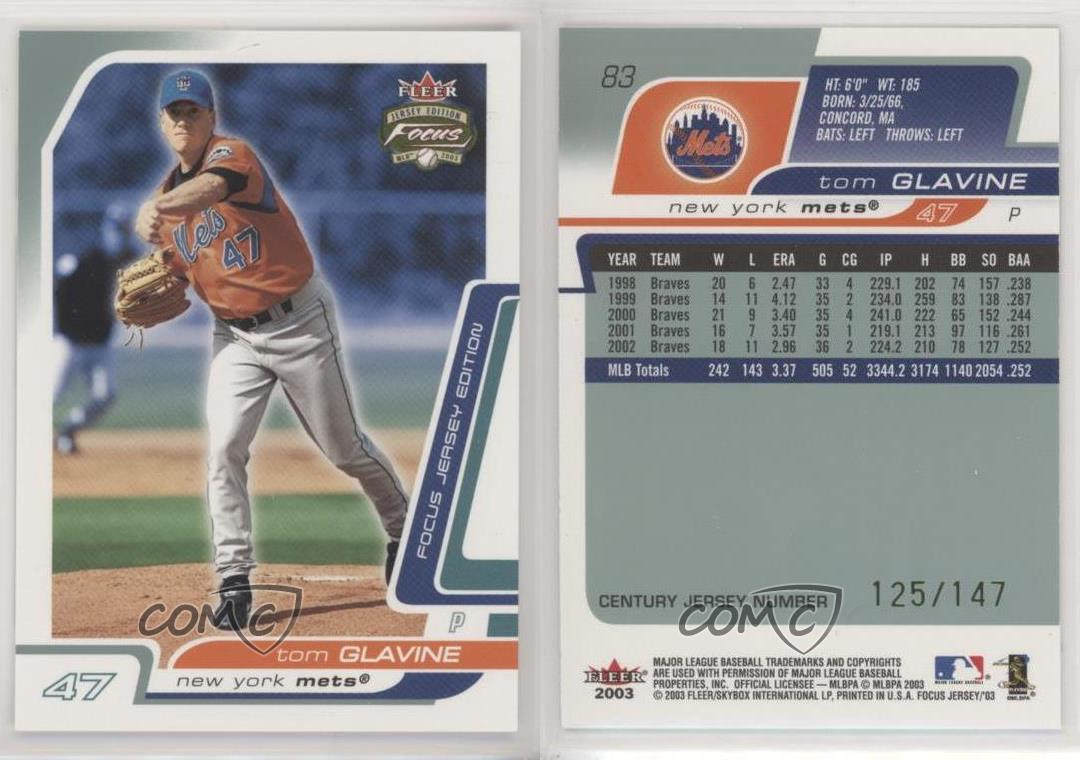 FLEER
JERSEY EDITION
Focus
MLB™ 2003
Mets
47
FOCUS JERSEY EDITION
COMC
P
tom GLAVINE
new york mets®
47
83
HT: 6'0" WT: 185
BORN: 3/25/66,
CONCORD, MA
BATS: LEFT THROWS: LEFT
Mets
tom GLAVINE
new york mets® 47 P
YEAR TEAM W L ERA G CG IP H BB SO BAA
1998 Braves 20 6 2.47 33 4 229.1 202 74 157 .238
1999 Braves 14 11 4.12 35 2 234.0 259 83 138 .287
2000 Braves 21 9 3.40 35 4 241.0 222 65 152 .244
2001 Braves 16 7 3.57 35 1 219.1 213 97 116 .261
2002 Braves 18 11 2.96 36 2 224.2 210 78 127 .252
MLB Totals 242 143 3.37 505 52 3344.2 3174 1140 2054 .252
CENTURY JERSEY NUMBER 125/147
COMC
FLEER
2003
MAJOR LEAGUE BASEBALL TRADEMARKS AND COPYRIGHTS
ARE USED WITH PERMISSION OF MAJOR LEAGUE BASEBALL
PROPERTIES, INC. OFFICIAL LICENSEE — MLBPA © MLBPA 2003
© 2003 FLEER/SKYBOX INTERNATIONAL LP, PRINTED IN U.S.A. FOCUS JERSEY/'03
MAJOR LEAGUE BASEBALL
©MLBPA